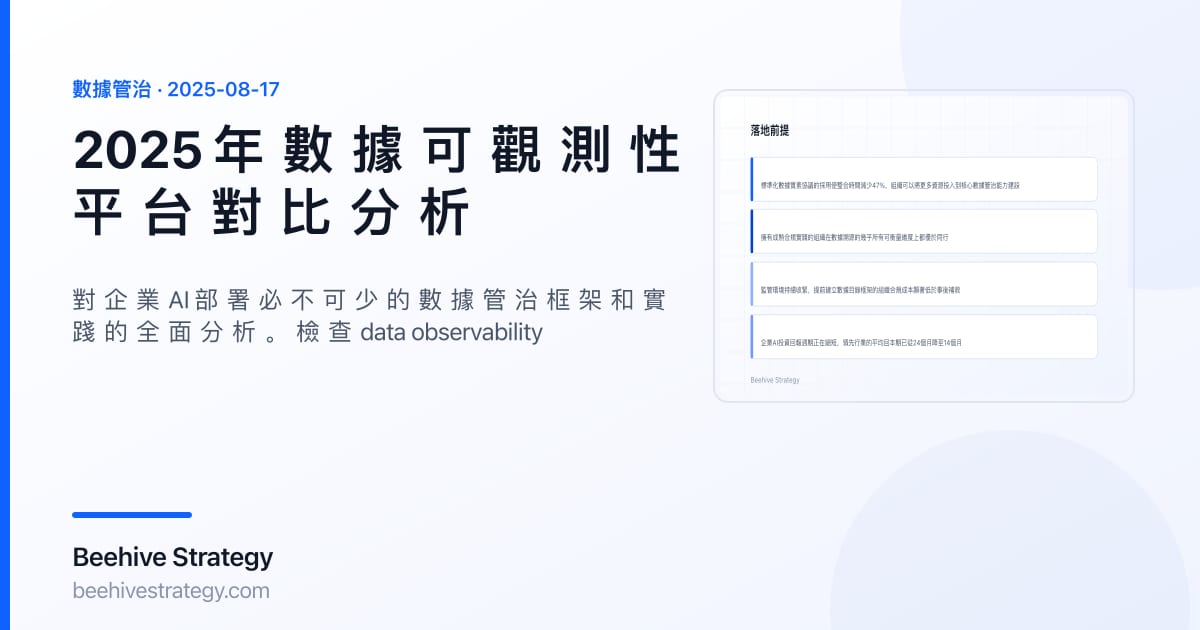 數據管治 · 2025-08-17
2025年數據可觀測性
平台對比分析
對企業AI部署必不可少的數據管治框架和實
踐的全面分析。檢查 data observability
落地前提
標準化數據質素協議的採用使整合時間減少47%，組織可以將更多資源投入到核心數據管治能力建設
擁有成熟合規實踐的組織在數據溯源的幾乎所有可衡量維度上都優於同行
監管環境持續收緊，提前建立數據目錄框架的組織合規成本顯著低於事後補救
企業AI投資回報週期正在縮短，領先行業的平均回本期已從24個月降至14個月
Beehive Strategy
Beehive Strategy
beehivestrategy.com